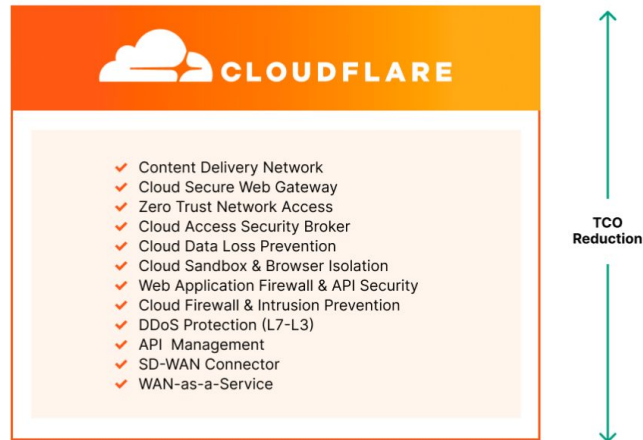 CLOUDFLARE
Content Delivery Network
Cloud Secure Web Gateway
Zero Trust Network Access
Cloud Access Security Broker
Cloud Data Loss Prevention
Cloud Sandbox & Browser Isolation
Web Application Firewall & API Security
Cloud Firewall & Intrusion Prevention
DDoS Protection (L7-L3)
API Management
SD-WAN Connector
WAN-as-a-Service
TCO
Reduction